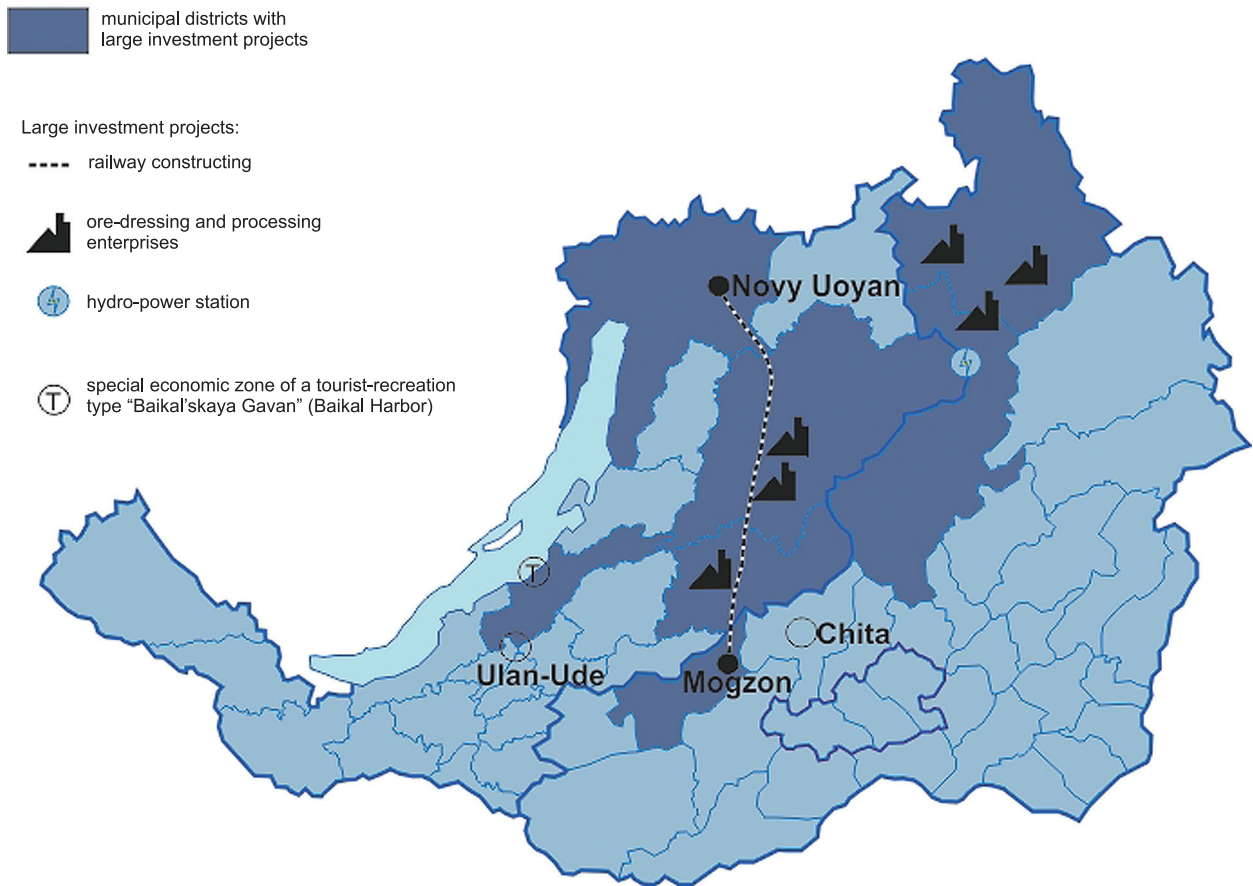 municipal districts with
large investment projects
Large investment projects:
railway constructing
ore-dressing and processing
enterprises
hydro-power station
T
special economic zone of a tourist-recreation
type “Baikal’skaya Gavan” (Baikal Harbor)
Novy Uoyan
T
Chita
Ulan-Ude
Mogzon